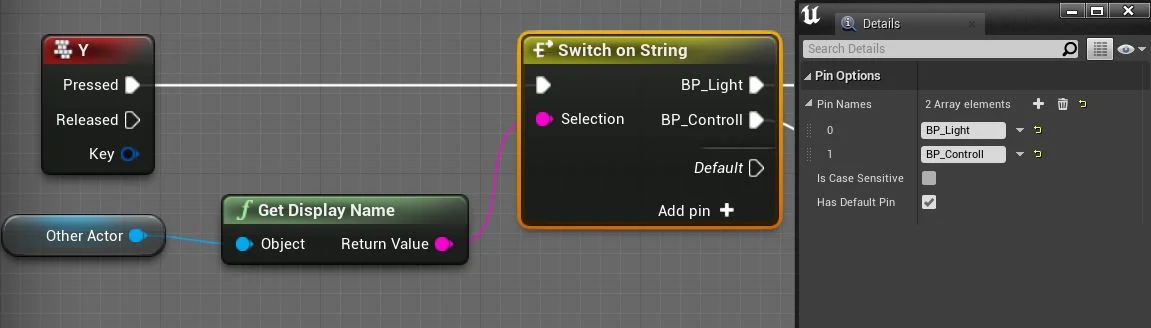 Y
Pressed
Released
Key
Other Actor
f Get Display Name
Object Return Value
Switch on String
BP_Light
Selection BP_Controll
Default
Add pin +
Details
Search Details
Pin Options
Pin Names 2 Array elements
0 BP_Light
1 BP_Controll
Is Case Sensitive
Has Default Pin